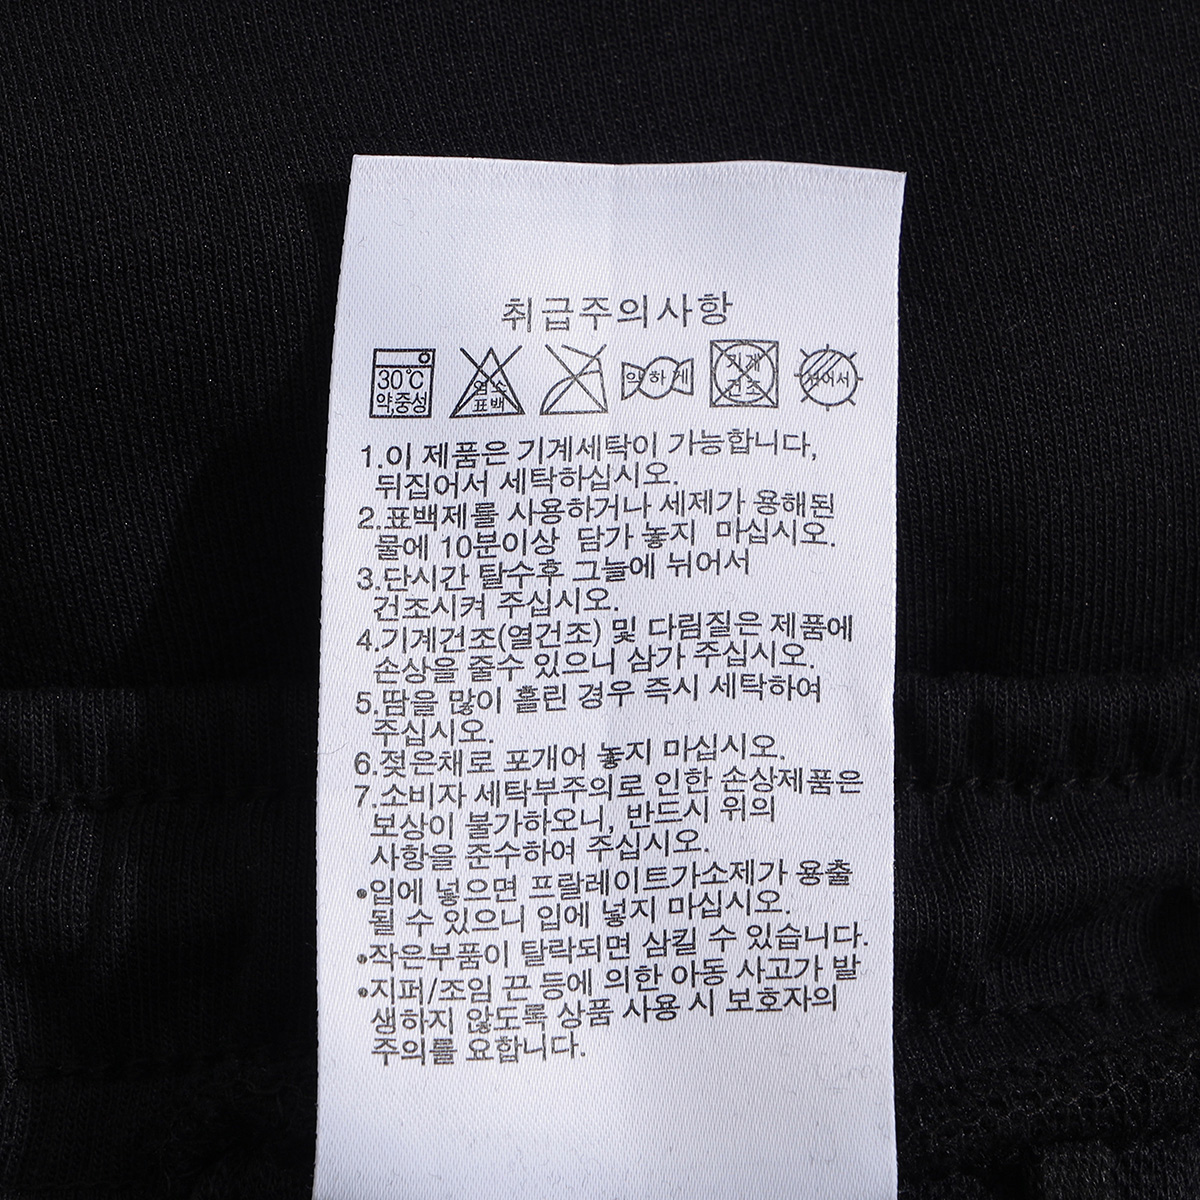 취급주의사항
30℃
약,중성
염소
표백
약하게
기계
건조
뉘어서
1.이 제품은 기계세탁이 가능합니다,
뒤집어서 세탁하십시오.
2.표백제를 사용하거나 세제가 용해된
물에 10분이상 담가 놓지 마십시오.
3.단시간 탈수후 그늘에 뉘어서
건조시켜 주십시오.
4.기계건조(열건조) 및 다림질은 제품에
손상을 줄수 있으니 삼가 주십시오.
5.땀을 많이 흘린 경우 즉시 세탁하여
주십시오.
6.젖은채로 포개어 놓지 마십시오.
7.소비자 세탁부주의로 인한 손상제품은
보상이 불가하오니, 반드시 위의
사항을 준수하여 주십시오.
•입에 넣으면 프랄레이트가소제가 용출
될 수 있으니 입에 넣지 마십시오.
•작은부품이 탈락되면 삼킬 수 있습니다.
•지퍼/조임 끈 등에 의한 아동 사고가 발
생하지 않도록 상품 사용 시 보호자의
주의를 요합니다.